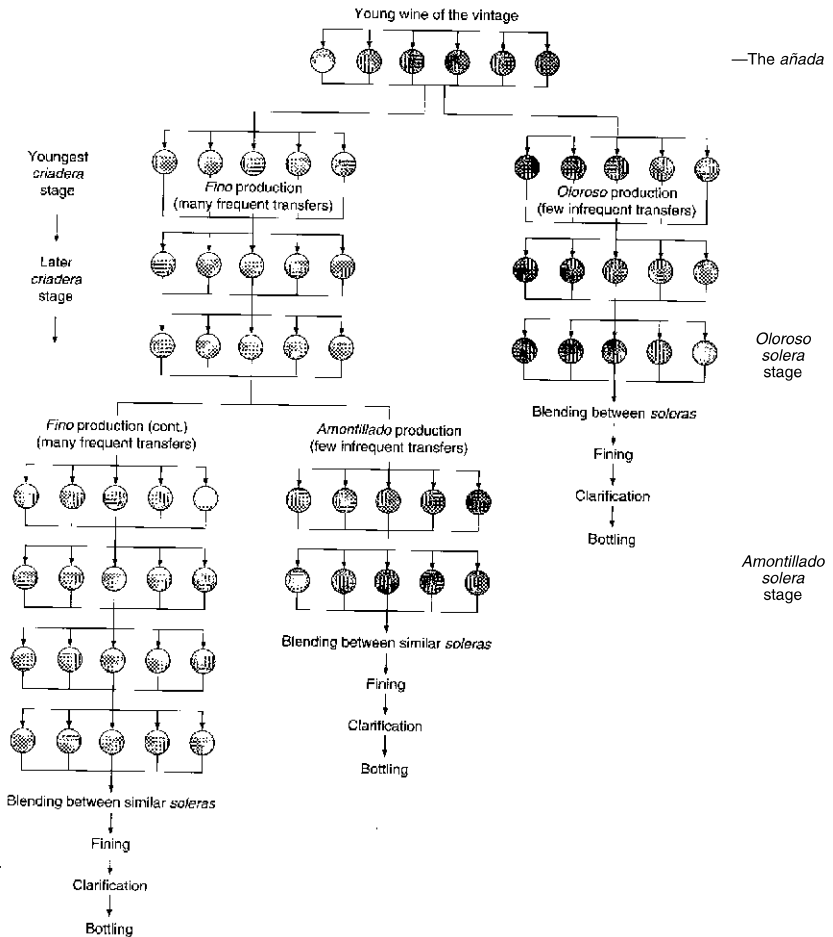 Young wine of the vintage
—The añada
Youngest
criadera
stage
Fino production
(many frequent transfers)
Oloroso production
(few infrequent transfers)
Later
criadera
stage
Oloroso
solera
stage
Blending between soleras
Fining
Clarification
Bottling
Fino production (cont.)
(many frequent transfers)
Amontillado production
(few infrequent transfers)
Amontillado
solera
stage
Blending between similar soleras
Fining
Clarification
Bottling
Blending between similar soleras
Fining
Clarification
Bottling